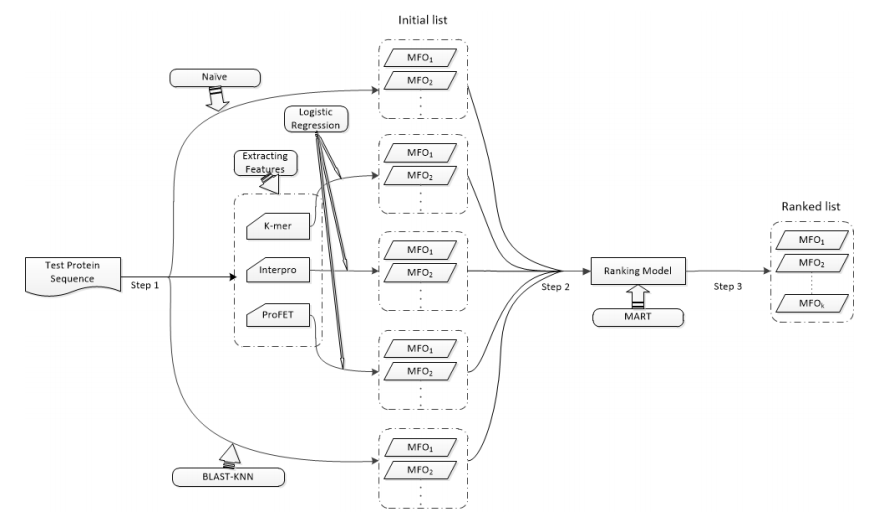 Initial list
MFO₁
MFO₂
Naïve
Logistic
Regression
MFO₁
MFO₂
Extracting
Features
K-mer
Ranked list
MFO₁
MFO₂
MFOₖ
Test Protein
Sequence
Step 1
Interpro
MFO₁
MFO₂
Step 2
Ranking Model
Step 3
MART
ProFET
MFO₁
MFO₂
BLAST-KNN
MFO₁
MFO₂